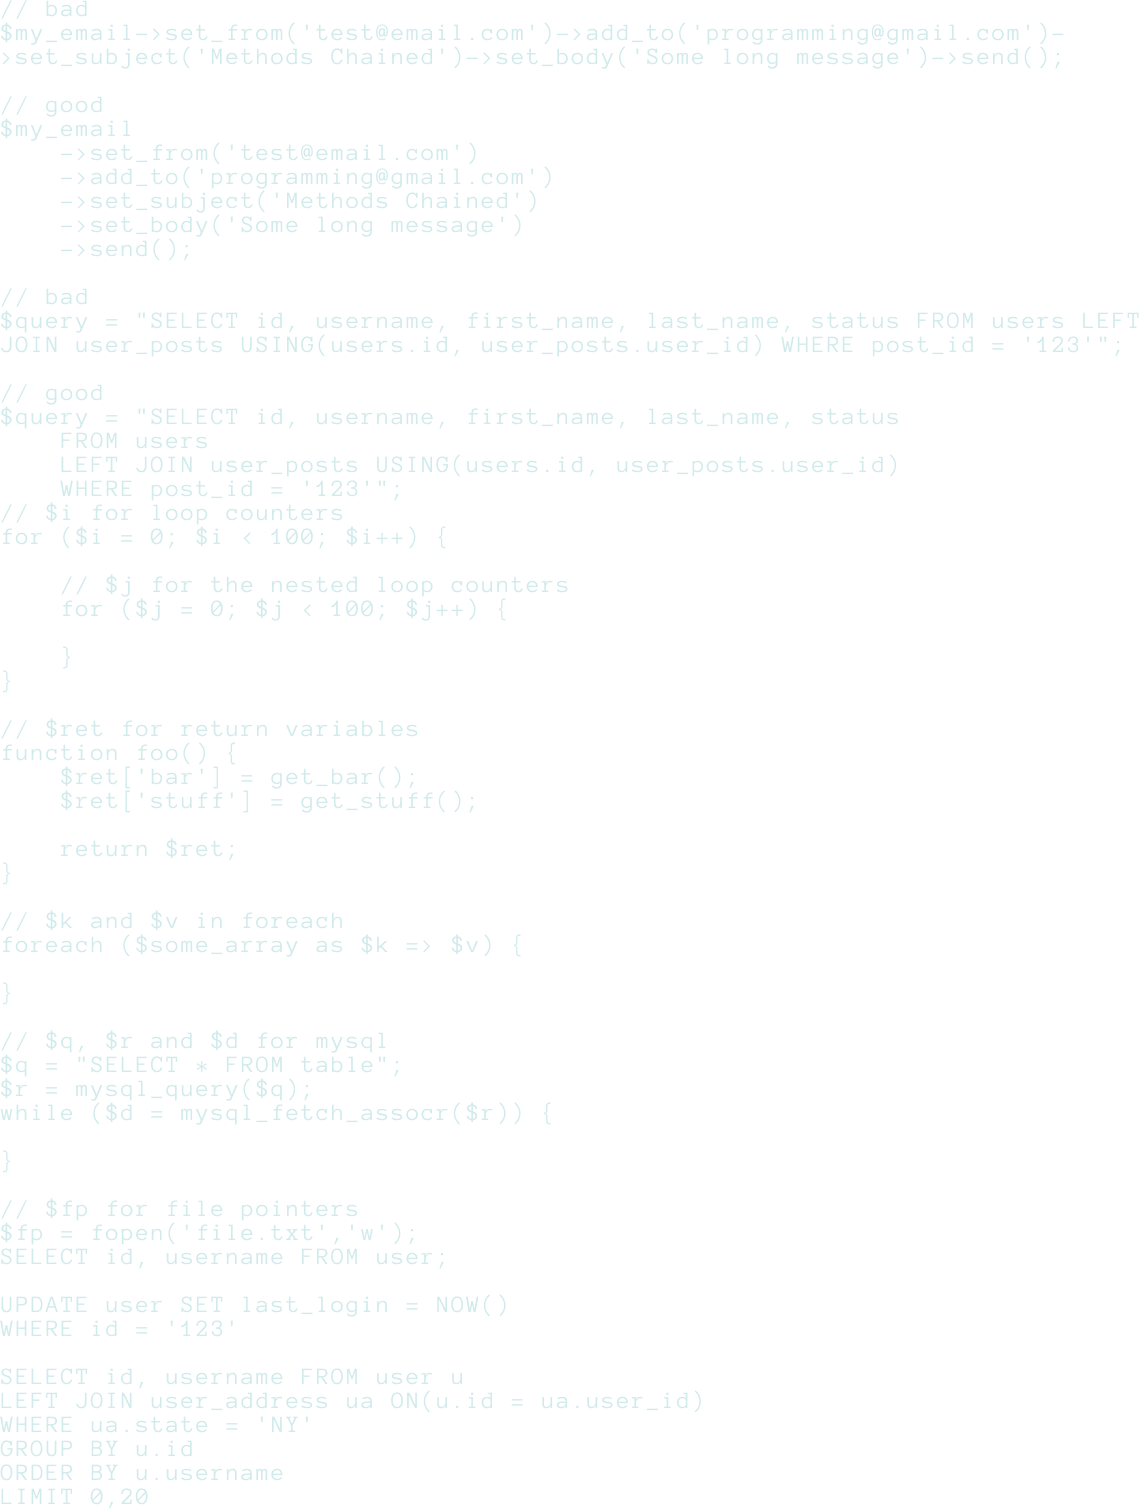 // bad
$my_email->set_from('test@email.com')->add_to('programming@gmail.com')-
>set_subject('Methods Chained')->set_body('Some long message')->send();
// good
$my_email
->set_from('test@email.com')
->add_to('programming@gmail.com')
->set_subject('Methods Chained')
->set_body('Some long message')
->send();
// bad
$query = "SELECT id, username, first_name, last_name, status FROM users LEFT
JOIN user_posts USING(users.id, user_posts.user_id) WHERE post_id = '123'";
// good
$query = "SELECT id, username, first_name, last_name, status
FROM users
LEFT JOIN user_posts USING(users.id, user_posts.user_id)
WHERE post_id = '123'";
// $i for loop counters
for ($i = 0; $i < 100; $i++) {
// $j for the nested loop counters
for ($j = 0; $j < 100; $j++) {
}
}
// $ret for return variables
function foo() {
$ret['bar'] = get_bar();
$ret['stuff'] = get_stuff();
return $ret;
}
// $k and $v in foreach
foreach ($some_array as $k => $v) {
}
// $q, $r and $d for mysql
$q = "SELECT * FROM table";
$r = mysql_query($q);
while ($d = mysql_fetch_assocr($r)) {
}
// $fp for file pointers
$fp = fopen('file.txt','w');
SELECT id, username FROM user;
UPDATE user SET last_login = NOW()
WHERE id = '123'
SELECT id, username FROM user u
LEFT JOIN user_address ua ON(u.id = ua.user_id)
WHERE ua.state = 'NY'
GROUP BY u.id
ORDER BY u.username
LIMIT 0,20